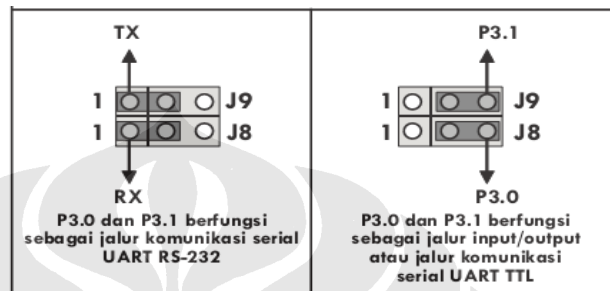 TX
1 J9
1 J8
RX
P3.0 dan P3.1 berfungsi
sebagai jalur komunikasi serial
UART RS-232
P3.1
1 J9
1 J8
P3.0
P3.0 dan P3.1 berfungsi
sebagai jalur input/output
atau jalur komunikasi
serial UART TTL